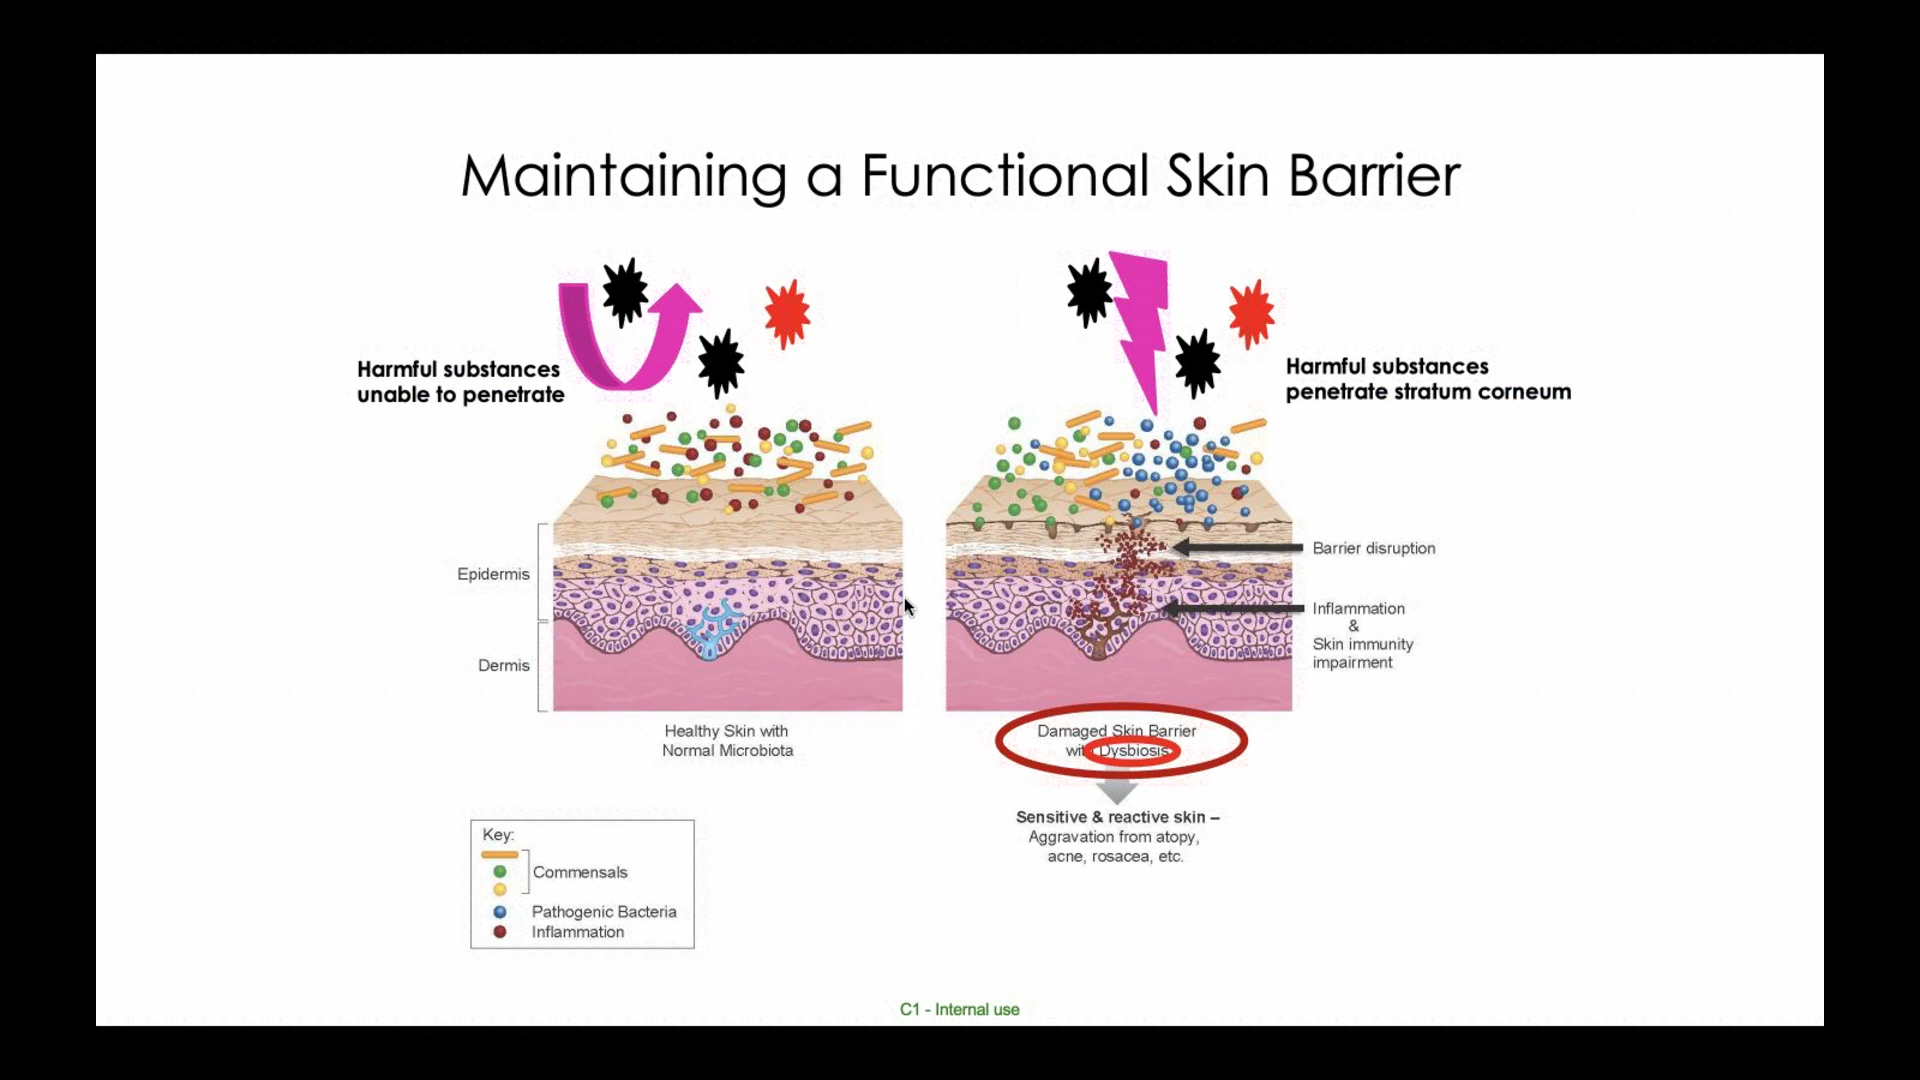 Maintaining a Functional Skin Barrier
Harmful substances
unable to penetrate
Harmful substances
penetrate stratum corneum
Epidermis
Dermis
Barrier disruption
Inflammation
&
Skin immunity
impairment
Healthy Skin with
Normal Microbiota
Damaged Skin Barrier
with Dysbiosis
Sensitive & reactive skin –
Aggravation from atopy,
acne, rosacea, etc.
Key:
Commensals
Pathogenic Bacteria
Inflammation
C1 - Internal use